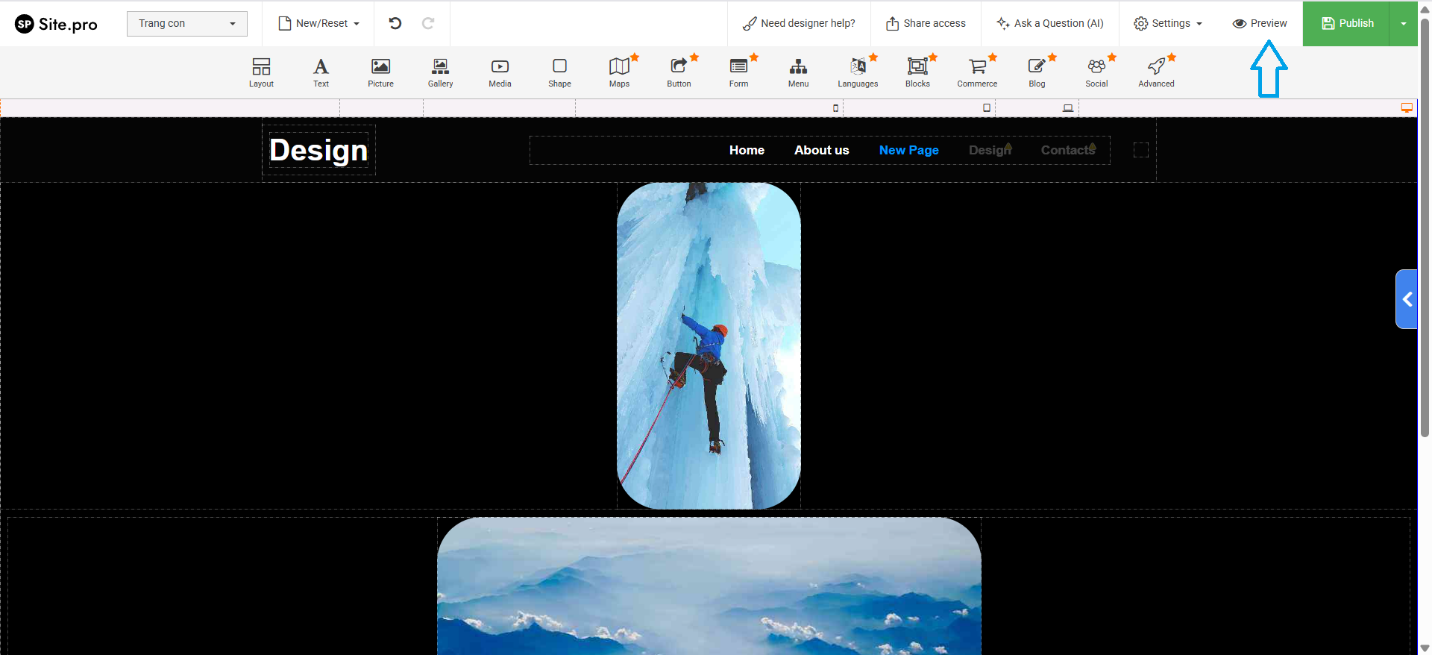 SP Site.pro Trang con New/Reset Need designer help? Share access Ask a Question (AI) Settings Preview Publish
Layout Text Picture Gallery Media Shape Maps Button Form Menu Languages Blocks Commerce Blog Social Advanced
Design Home About us New Page Design Contacts